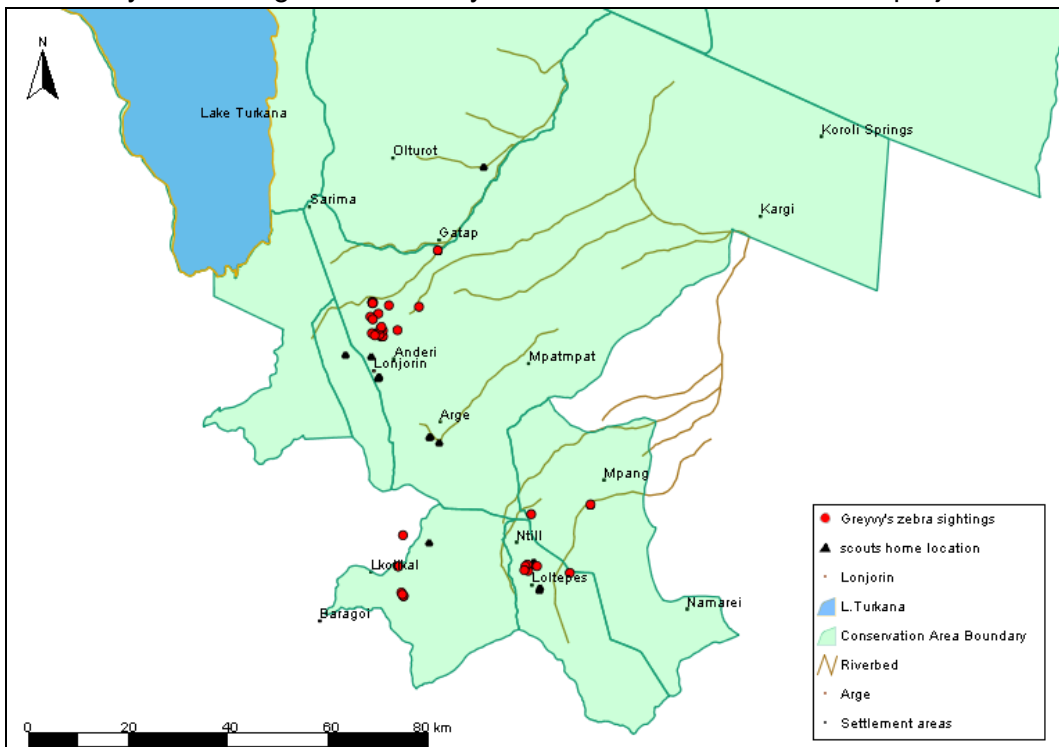 N
Lake Turkana
Koroli Springs
Olturot
Sarima
Kargi
Gatap
Anderi
Mpatmpat
Lonjorin
Arge
Mpang
Ntill
Lkotikal
Loltepes
Baragoi
Namarei
Greyvy's zebra sightings
scouts home location
Lonjorin
L.Turkana
Conservation Area Boundary
Riverbed
Arge
Settlement areas
0 20 40 60 80 km